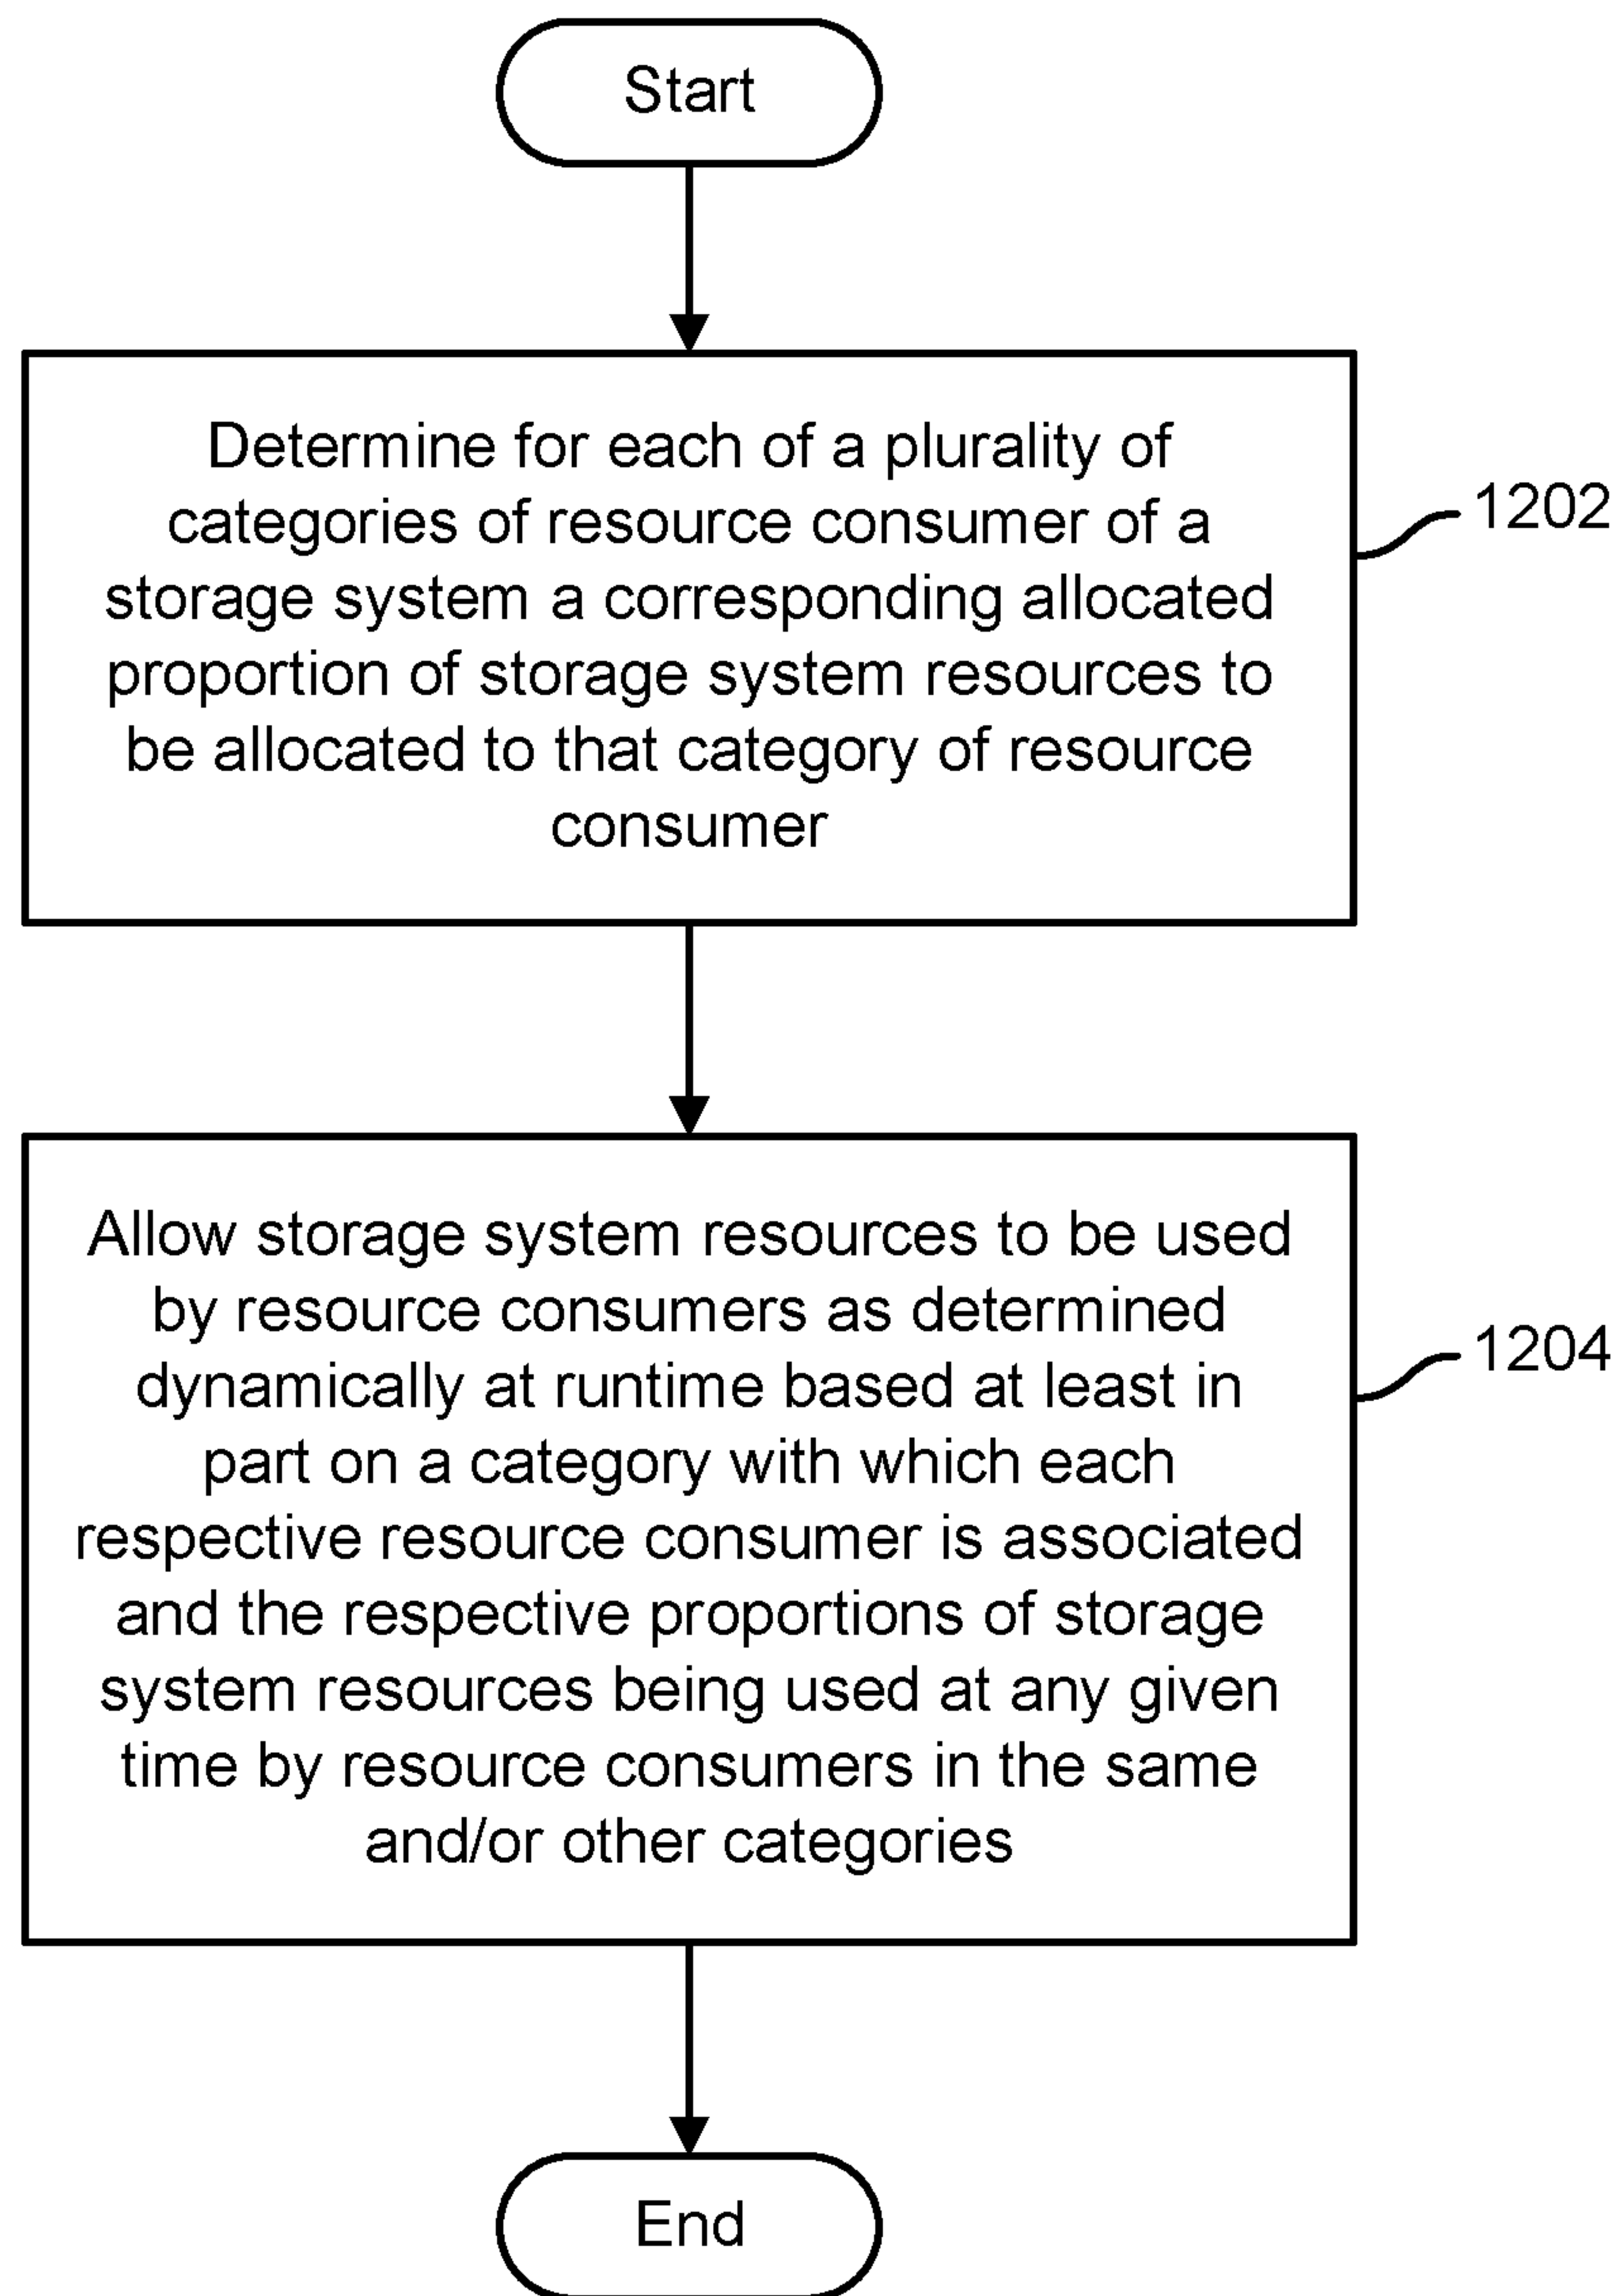 Start
Determine for each of a plurality of
categories of resource consumer of a
storage system a corresponding allocated
proportion of storage system resources to
be allocated to that category of resource
consumer
1202
Allow storage system resources to be used
by resource consumers as determined
dynamically at runtime based at least in
part on a category with which each
respective resource consumer is associated
and the respective proportions of storage
system resources being used at any given
time by resource consumers in the same
and/or other categories
1204
End